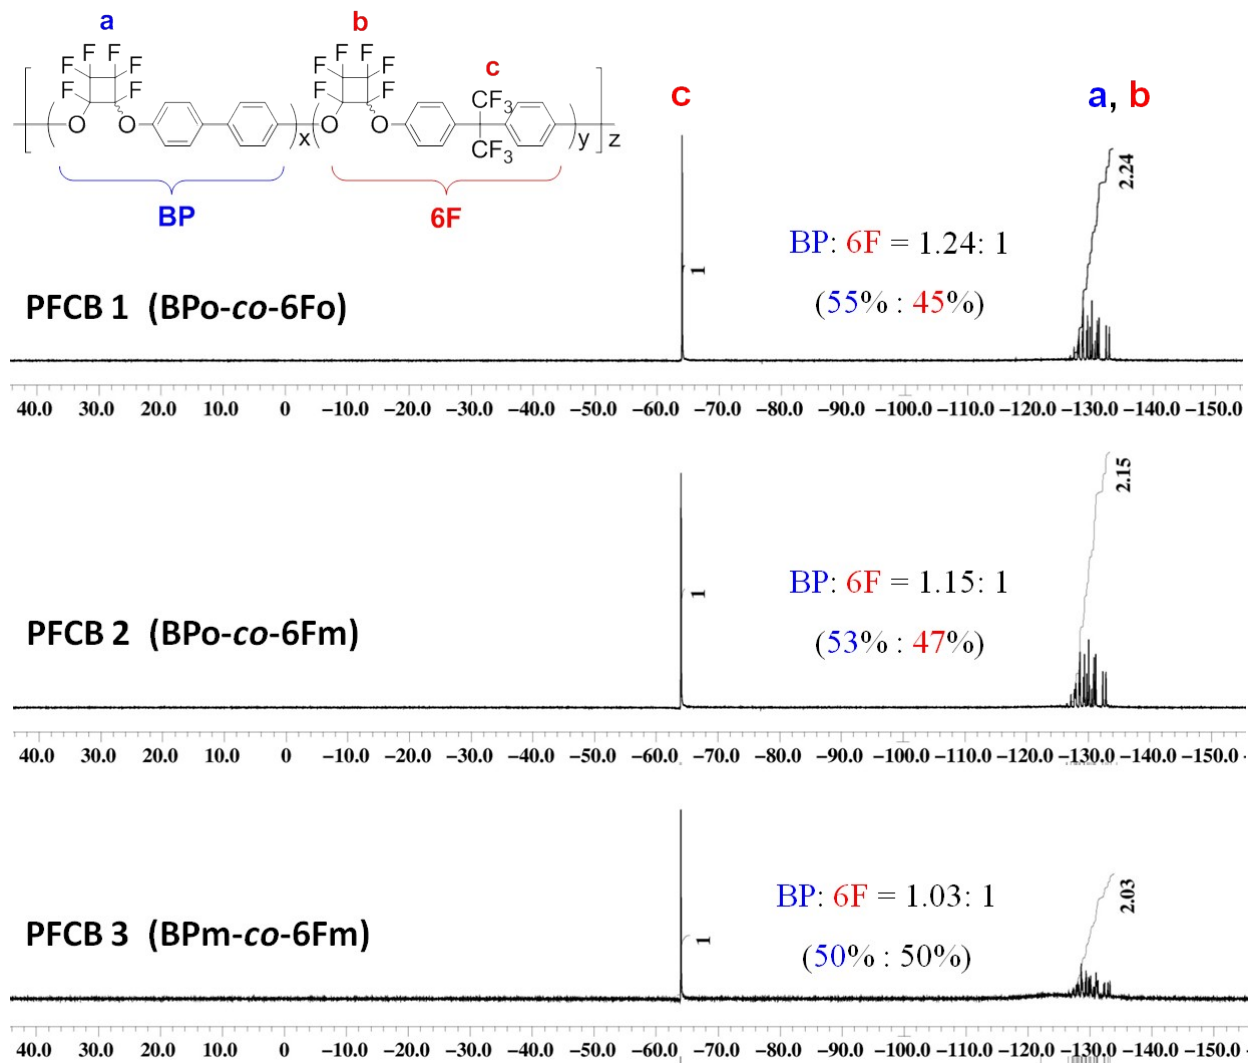 a
b
F F F F
F F
O
O
x
F F F F
F F
c
CF3
CF3
O
O
y
z
BP
6F
c
a, b
1
2.24
BP: 6F = 1.24: 1
(55% : 45%)
PFCB 1 (BPo-co-6Fo)
40.0 30.0 20.0 10.0 0 −10.0 −20.0 −30.0 −40.0 −50.0 −60.0 −70.0 −80.0 −90.0 −100.0 −110.0 −120.0 −130.0 −140.0 −150.0
1
2.15
BP: 6F = 1.15: 1
(53% : 47%)
PFCB 2 (BPo-co-6Fm)
40.0 30.0 20.0 10.0 0 −10.0 −20.0 −30.0 −40.0 −50.0 −60.0 −70.0 −80.0 −90.0 −100.0 −110.0 −120.0 −130.0 −140.0 −150.0
1
2.03
BP: 6F = 1.03: 1
(50% : 50%)
PFCB 3 (BPm-co-6Fm)
40.0 30.0 20.0 10.0 0 −10.0 −20.0 −30.0 −40.0 −50.0 −60.0 −70.0 −80.0 −90.0 −100.0 −110.0 −120.0 −130.0 −140.0 −150.0